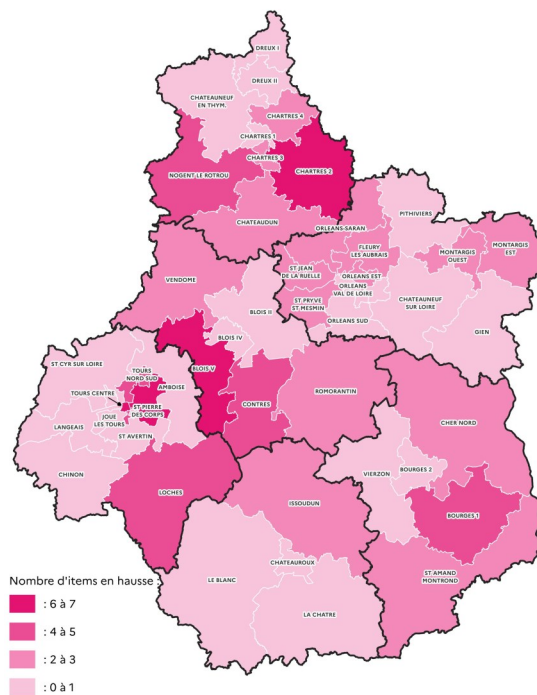 DREUX I
DREUX II
CHATEAUNEUF
EN THYM.
CHARTRES 4
CHARTRES 1
CHARTRES 3
CHARTRES 2
NOGENT LE ROTROU
CHATEAUDUN
ORLEANS-SARAN
PITHIVIERS
FLEURY
LES AUBRAIS
MONTARGIS
OUEST
MONTARGIS
EST
ST JEAN
DE LA RUELLE
ORLEANS EST
ORLEANS
VAL DE LOIRE
ST PRYVE
ST MESMIN
CHATEAUNEUF
SUR LOIRE
ORLEANS SUD
GIEN
VENDOME
BLOIS II
BLOIS IV
BLOIS V
ST CYR SUR LOIRE
TOURS
NORD SUD
AMBOISE
TOURS CENTRE
ST PIERRE
DES CORPS
JOUE
LES TOURS
LANGEAIS
ST AVERTIN
CHINON
CONTRES
ROMORANTIN
LOCHES
CHER NORD
VIERZON
BOURGES 2
BOURGES 1
ISSOUDUN
CHATEAUROUX
LE BLANC
LA CHATRE
ST AMAND
MONTROND
Nombre d'items en hausse :
: 6 à 7
: 4 à 5
: 2 à 3
: 0 à 1